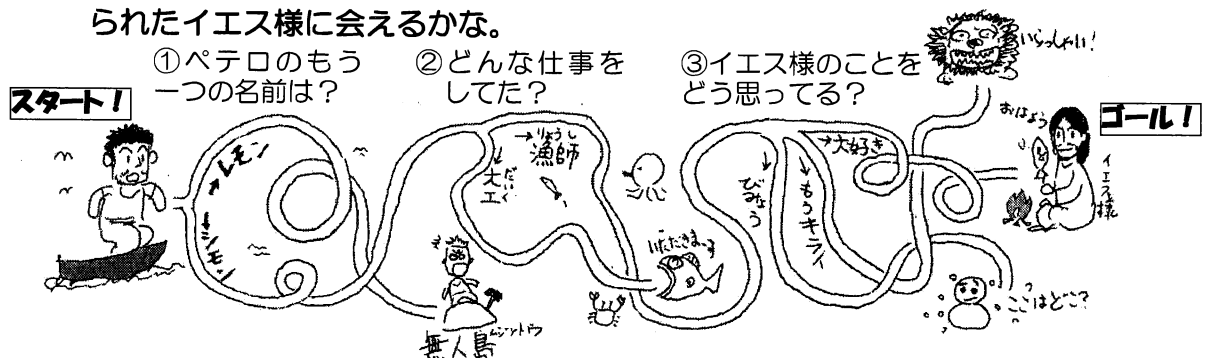 られたイエス様に会えるかな。
①ペテロのもう
一つの名前は？
②どんな仕事を
してた？
③イエス様のことを
どう思ってる？
スタート！
→レモン
→シモン
りょうし
→漁師
だいく
→大工
→大好き
→びみょう
→もうキライ
いらっしゃい！
おはよう
ゴール！
イエス様
いただきまーす
無人島
ムジントウ
ここはどこ？